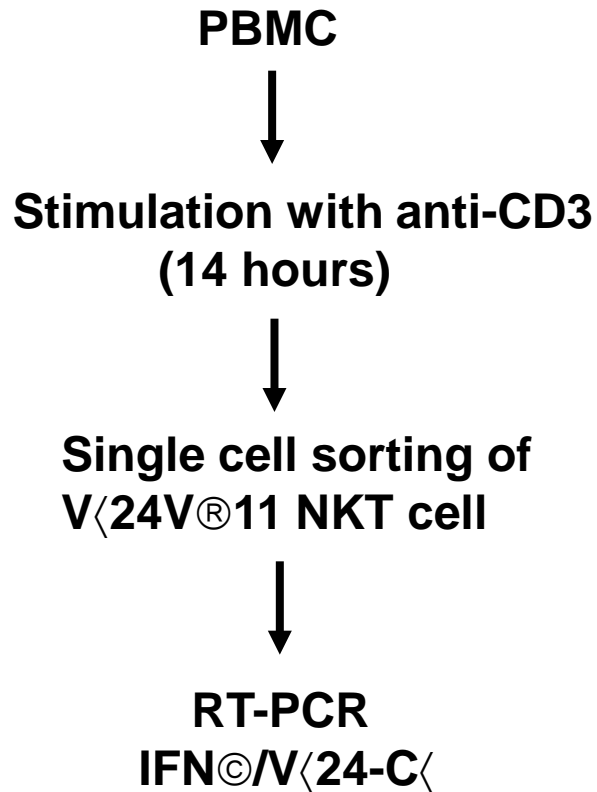 PBMC
Stimulation with anti-CD3
(14 hours)
Single cell sorting of
V〈24V®11 NKT cell
RT-PCR
IFN©/V〈24-C〈